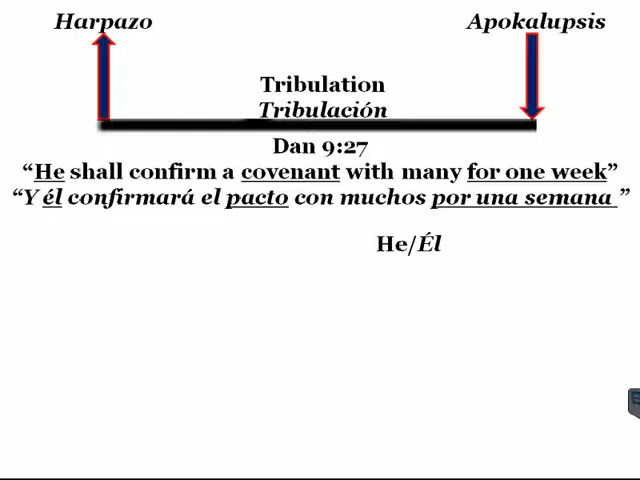 Harpazo Apokalupsis
Tribulation
Tribulación
Dan 9:27
“He shall confirm a covenant with many for one week”
“Y él confirmará el pacto con muchos por una semana ”
He/Él